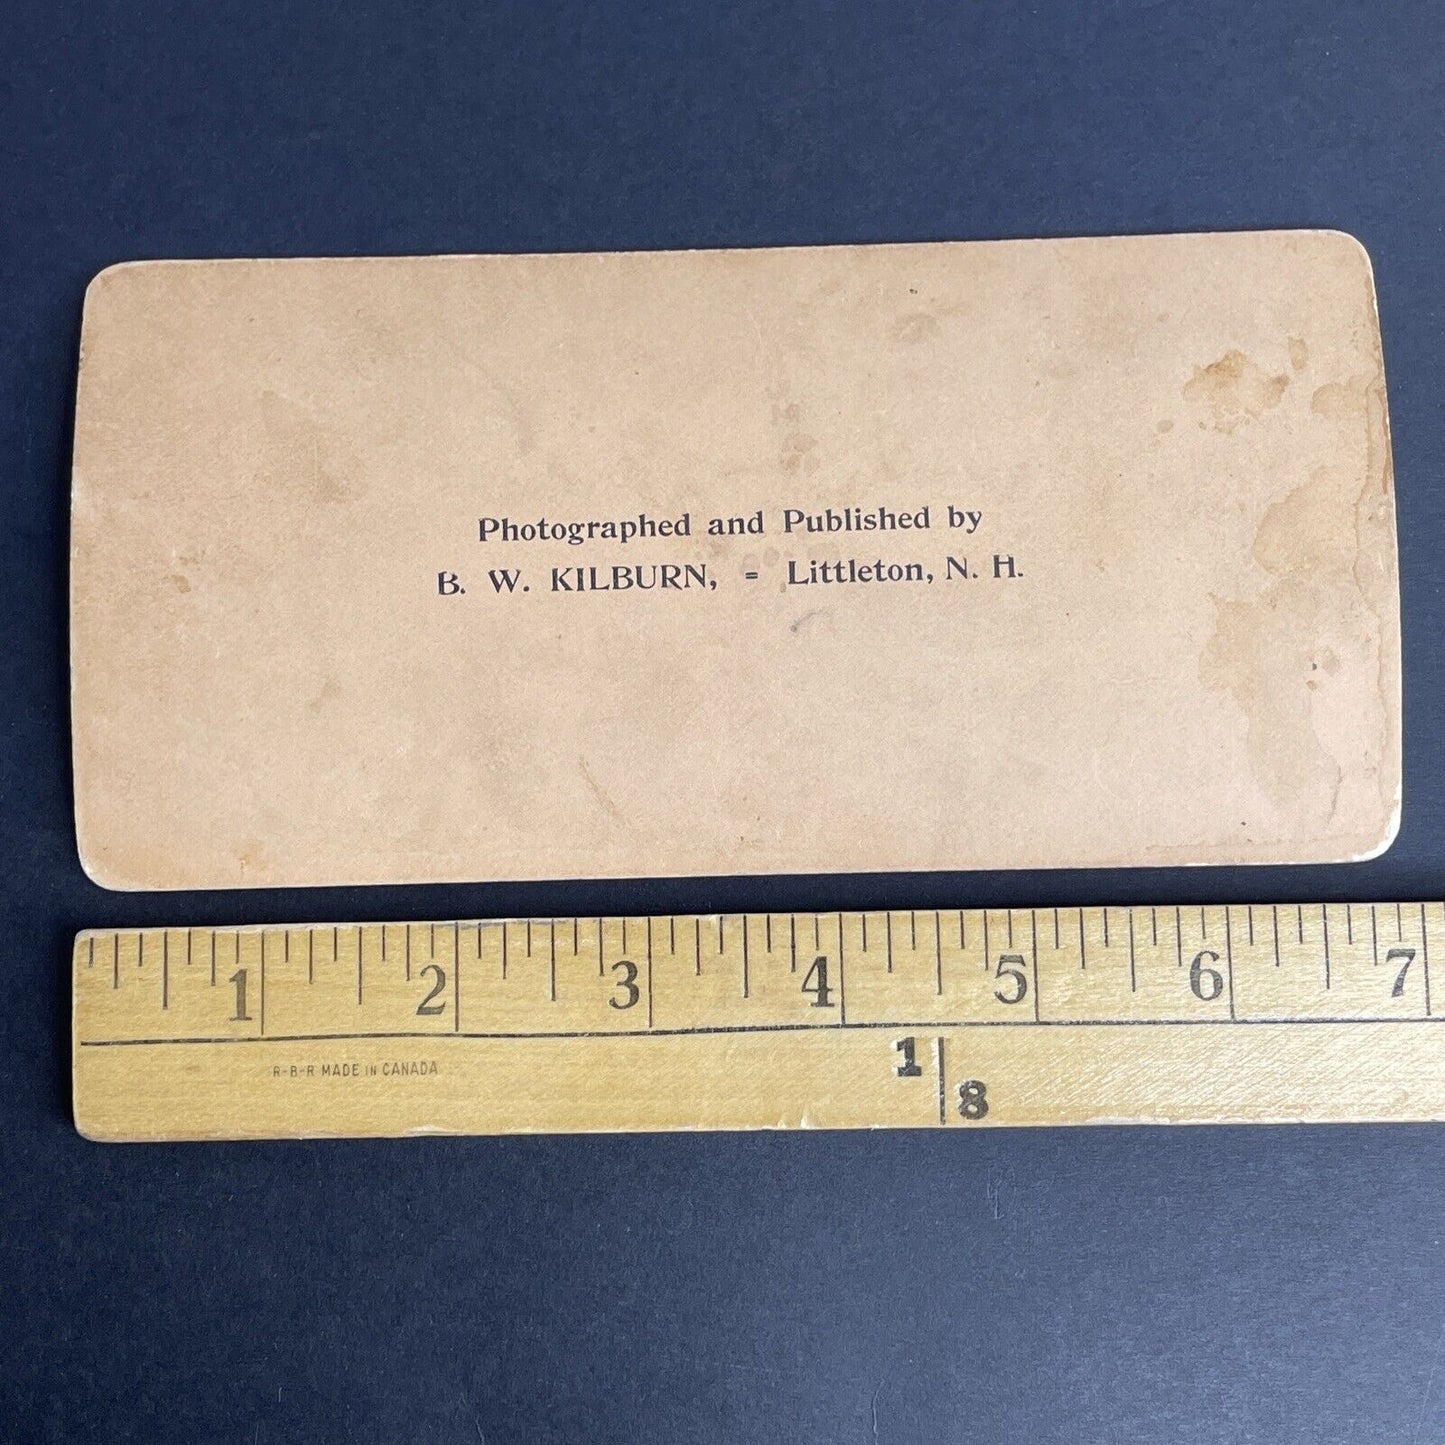 Photographed and Published by
B. W. KILBURN, = Littleton, N. H.
1 2 3 4 5 6 7
R-B-R MADE IN CANADA
1
8